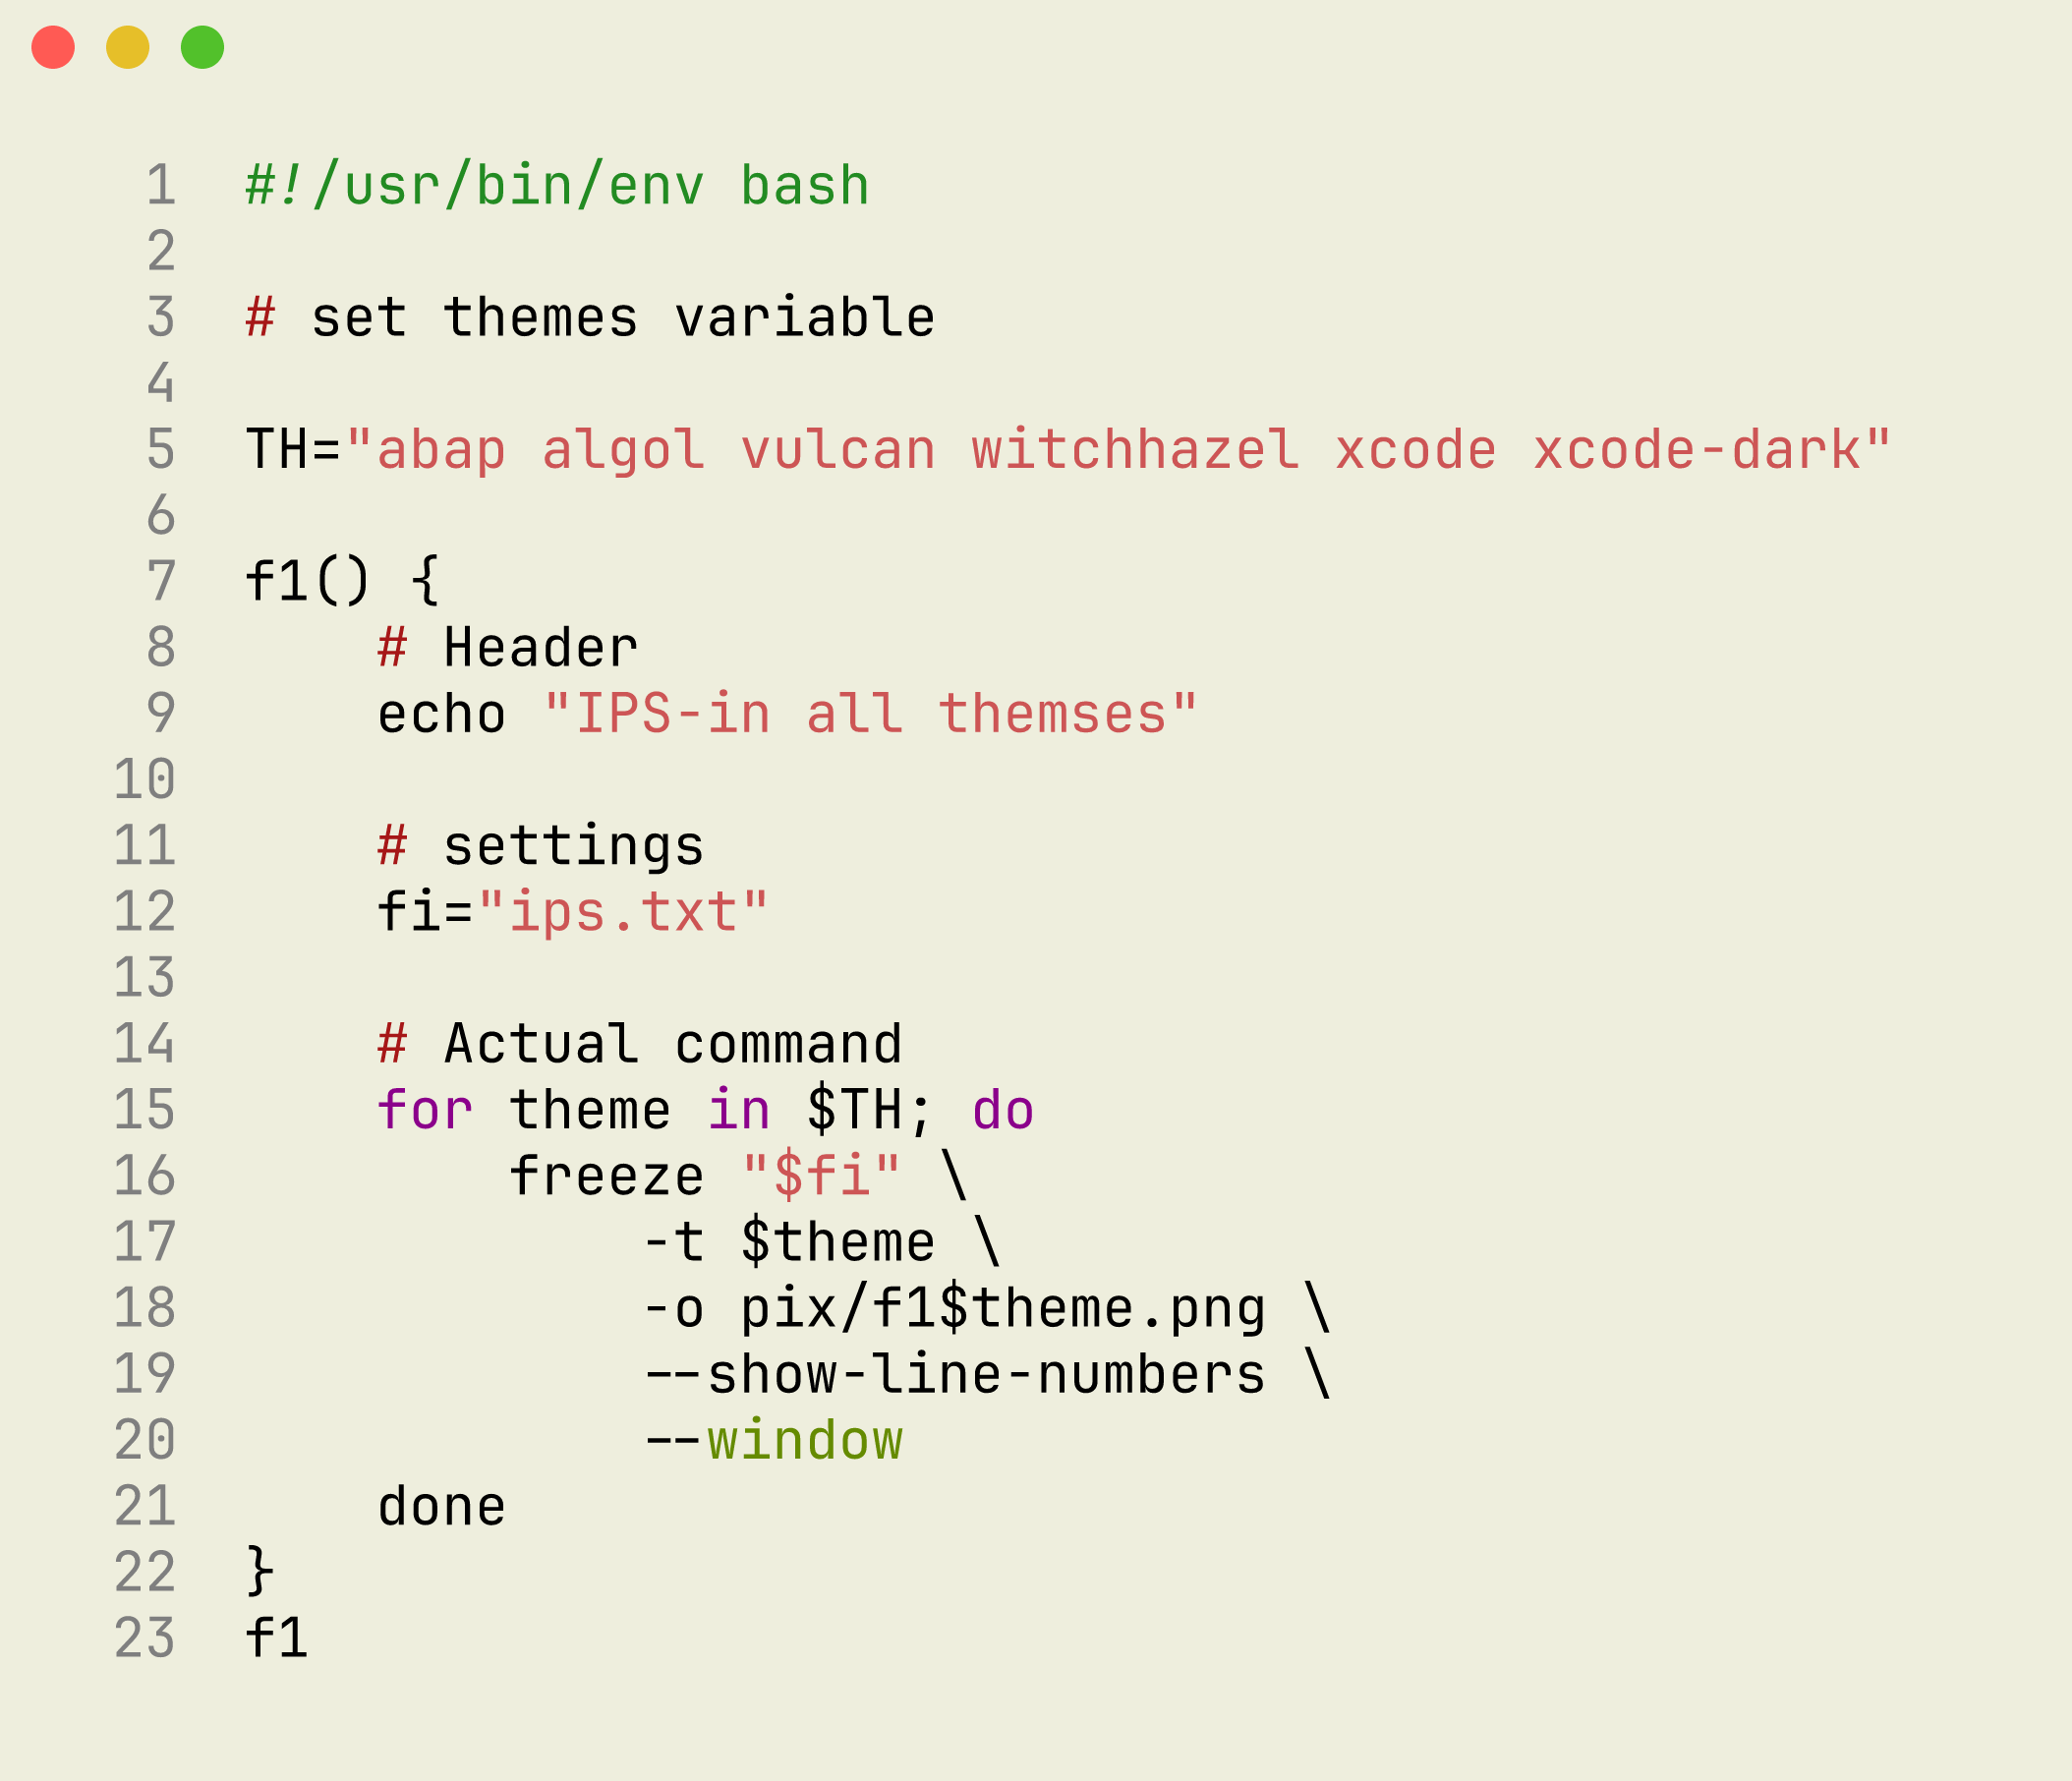 1 #!/usr/bin/env bash
2
3 # set themes variable
4
5 TH="abap algol vulcan witchhazel xcode xcode-dark"
6
7 f1() {
8     # Header
9     echo "IPS-in all themses"
10
11     # settings
12     fi="ips.txt"
13
14     # Actual command
15     for theme in $TH; do
16         freeze "$fi" \
17             -t $theme \
18             -o pix/f1$theme.png \
19             --show-line-numbers \
20             --window
21     done
22 }
23 f1